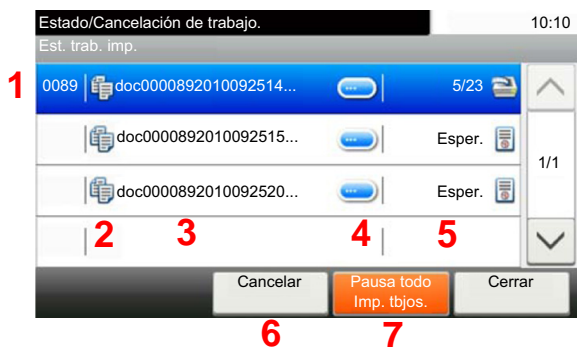 Estado/Cancelación de trabajo. 10:10
Est. trab. imp.
1 0089 doc0000892010092514... 5/23
doc0000892010092515... Esper.
1/1
doc0000892010092520... Esper.
2 3 4 5
Cancelar Pausa todo Cerrar
Imp. tbjos.
6 7